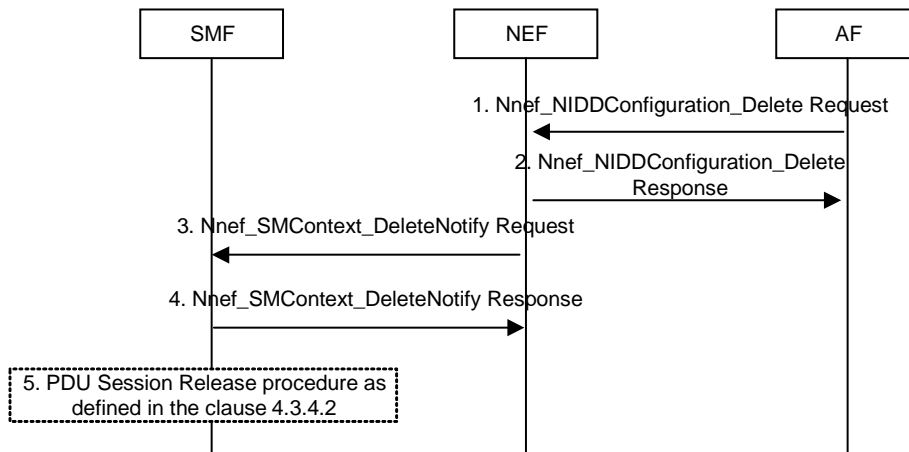 SMF
NEF
AF
1. Nnef_NIDDConfiguration_Delete Request
2. Nnef_NIDDConfiguration_Delete
Response
3. Nnef_SMContext_DeleteNotify Request
4. Nnef_SMContext_DeleteNotify Response
5. PDU Session Release procedure as
defined in the clause 4.3.4.2